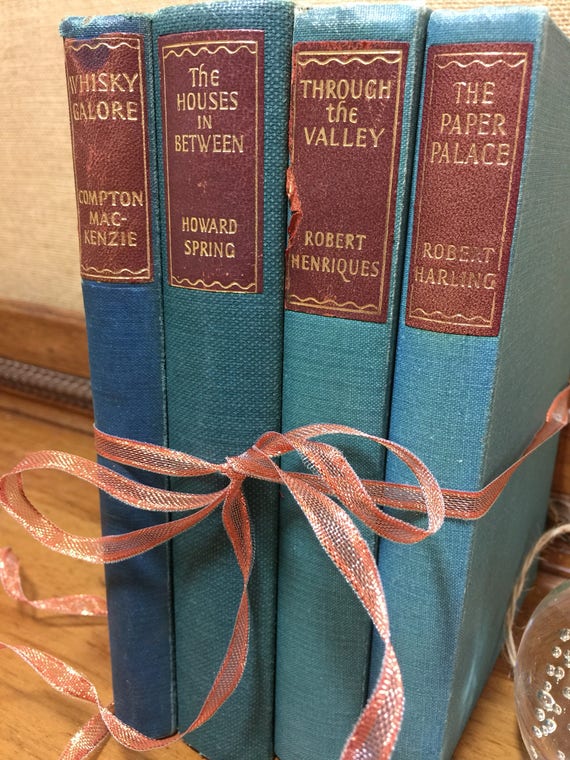 WHISKY
GALORE
COMPTON
MAC-
KENZIE
The
HOUSES
IN
BETWEEN
HOWARD
SPRING
THROUGH
the
VALLEY
ROBERT
HENRIQUES
THE
PAPER
PALACE
ROBERT
HARLING